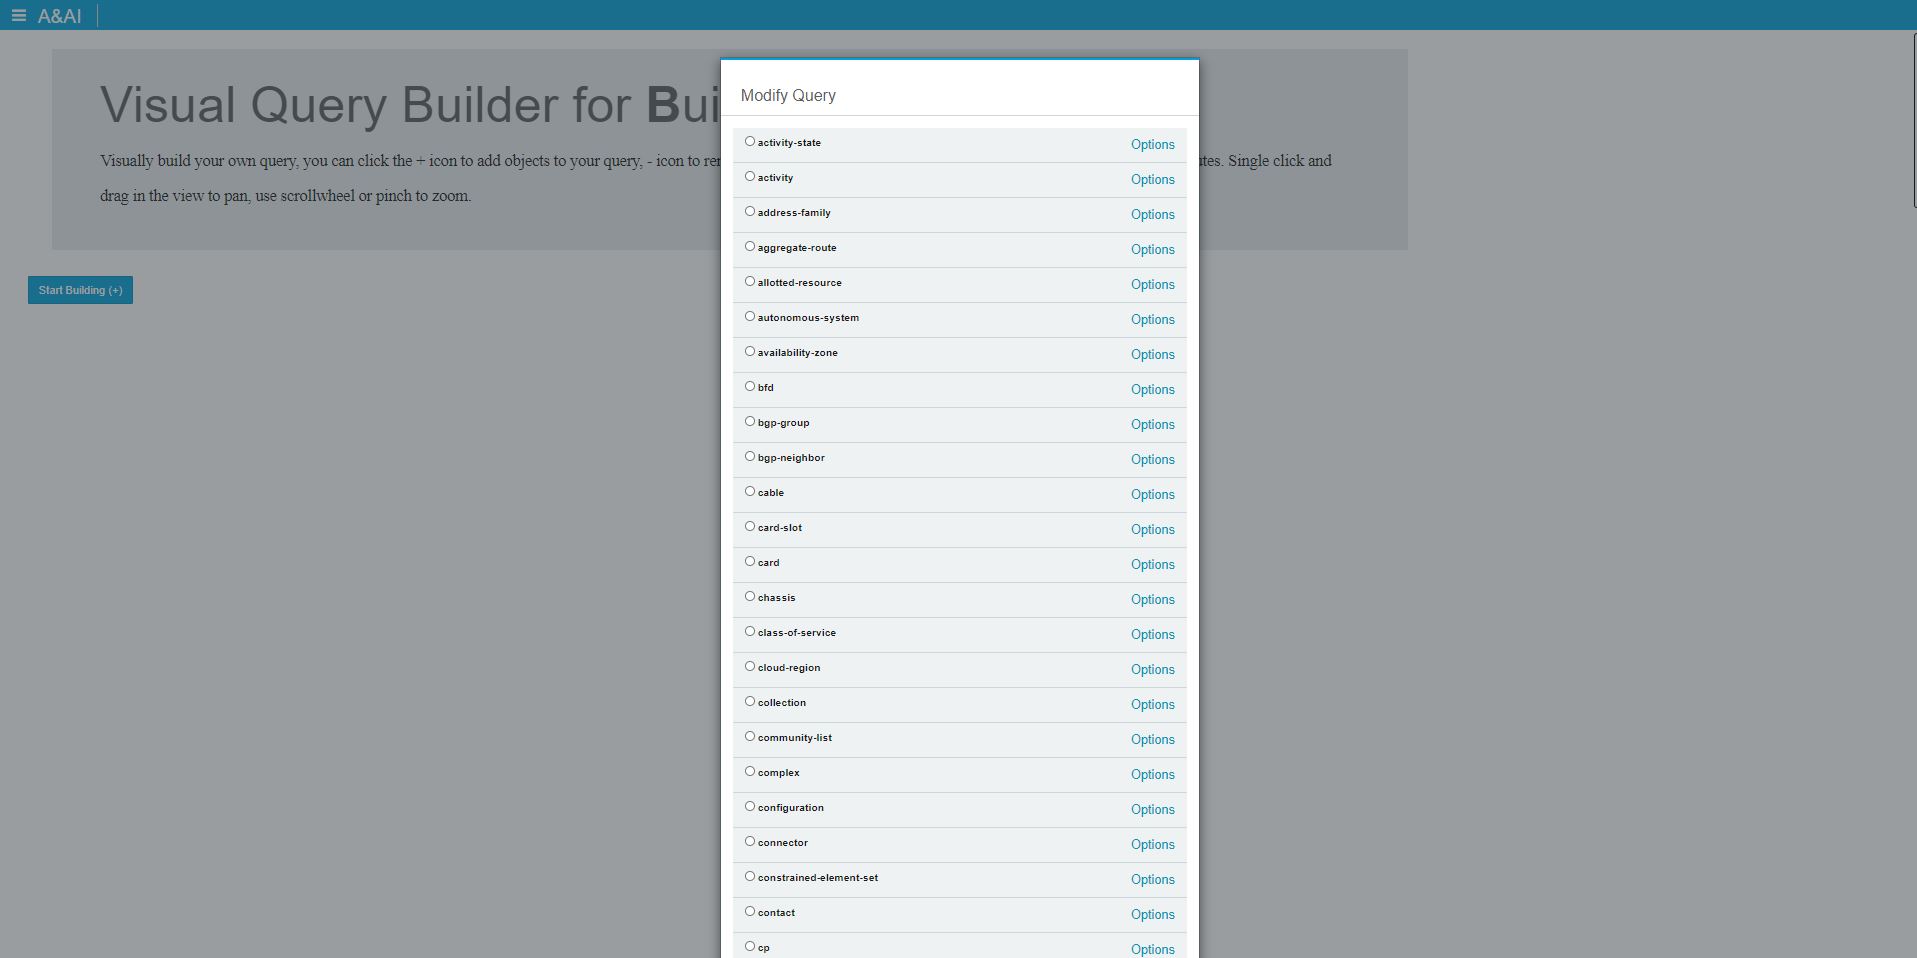 A&AI
Visual Query Builder for Bui
Visually build your own query, you can click the + icon to add objects to your query, - icon to rer
tes. Single click and
drag in the view to pan, use scrollwheel or pinch to zoom.
Start Building (+)
Modify Query
activity-state Options
activity Options
address-family Options
aggregate-route Options
allotted-resource Options
autonomous-system Options
availability-zone Options
bfd Options
bgp-group Options
bgp-neighbor Options
cable Options
card-slot Options
card Options
chassis Options
class-of-service Options
cloud-region Options
collection Options
community-list Options
complex Options
configuration Options
connector Options
constrained-element-set Options
contact Options
cp Options